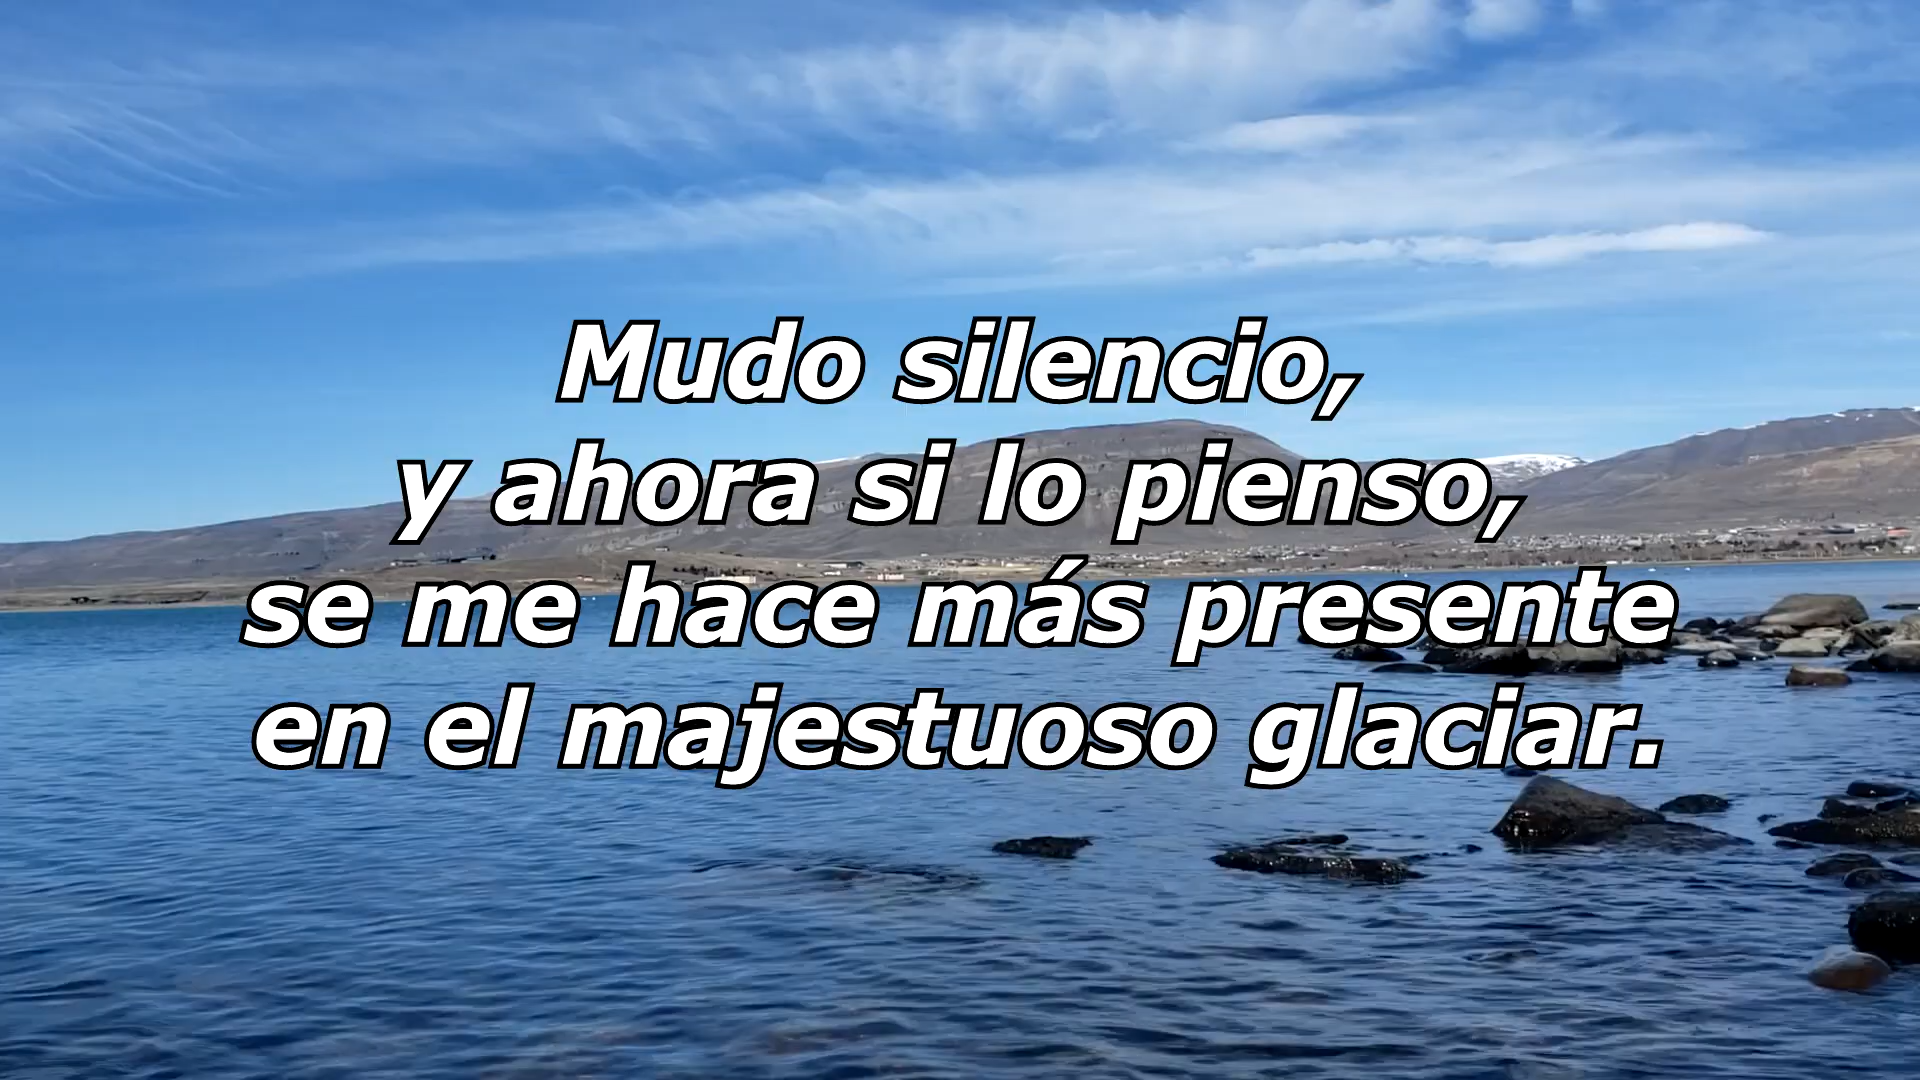 Mudo silencio,
y ahora si lo pienso,
se me hace más presente
en el majestuoso glaciar.